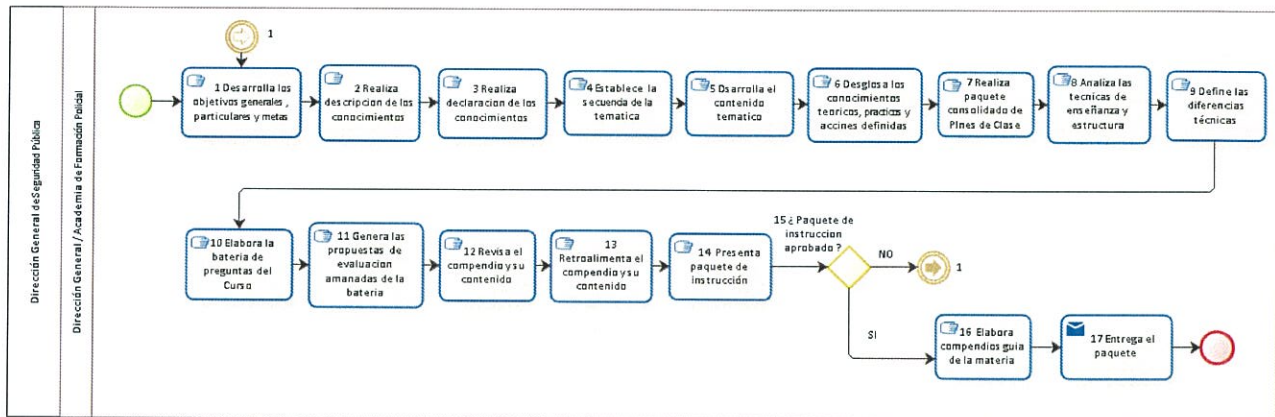 Dirección General de Seguridad Pública
Dirección General / Academia de Formación Policial
1
1 Desarrolla los
objetivos generales ,
particulares y metas
2 Realiza
descripcion de los
conocimientos
3 Realiza
declaracion de los
conocimientos
4 Establece la
secuencia de la
tematica
5 Dsarrolla el
contenido
tematico
6 Desglosa los
conocimientos
teoricos, practicos y
accines definidas
7 Realiza
paquete
consolidado de
Plnes de Clase
8 Analiza las
tecnicas de
enseñanza y
estructura
9 Define las
diferencias
técnicas
10 Elabora la
bateria de
preguntas del
Curso
11 Genera las
propuestas de
evaluacion
amanadas de la
bateria
12 Revisa el
compendio y su
contenido
13
Retroalimenta el
compendio y su
contenido
14 Presenta
paquete de
instrucción
15 ¿ Paquete de
instruccion
aprobado ?
NO
1
SI
16 Elabora
compendios guia
de la materia
17 Entrega el
paquete